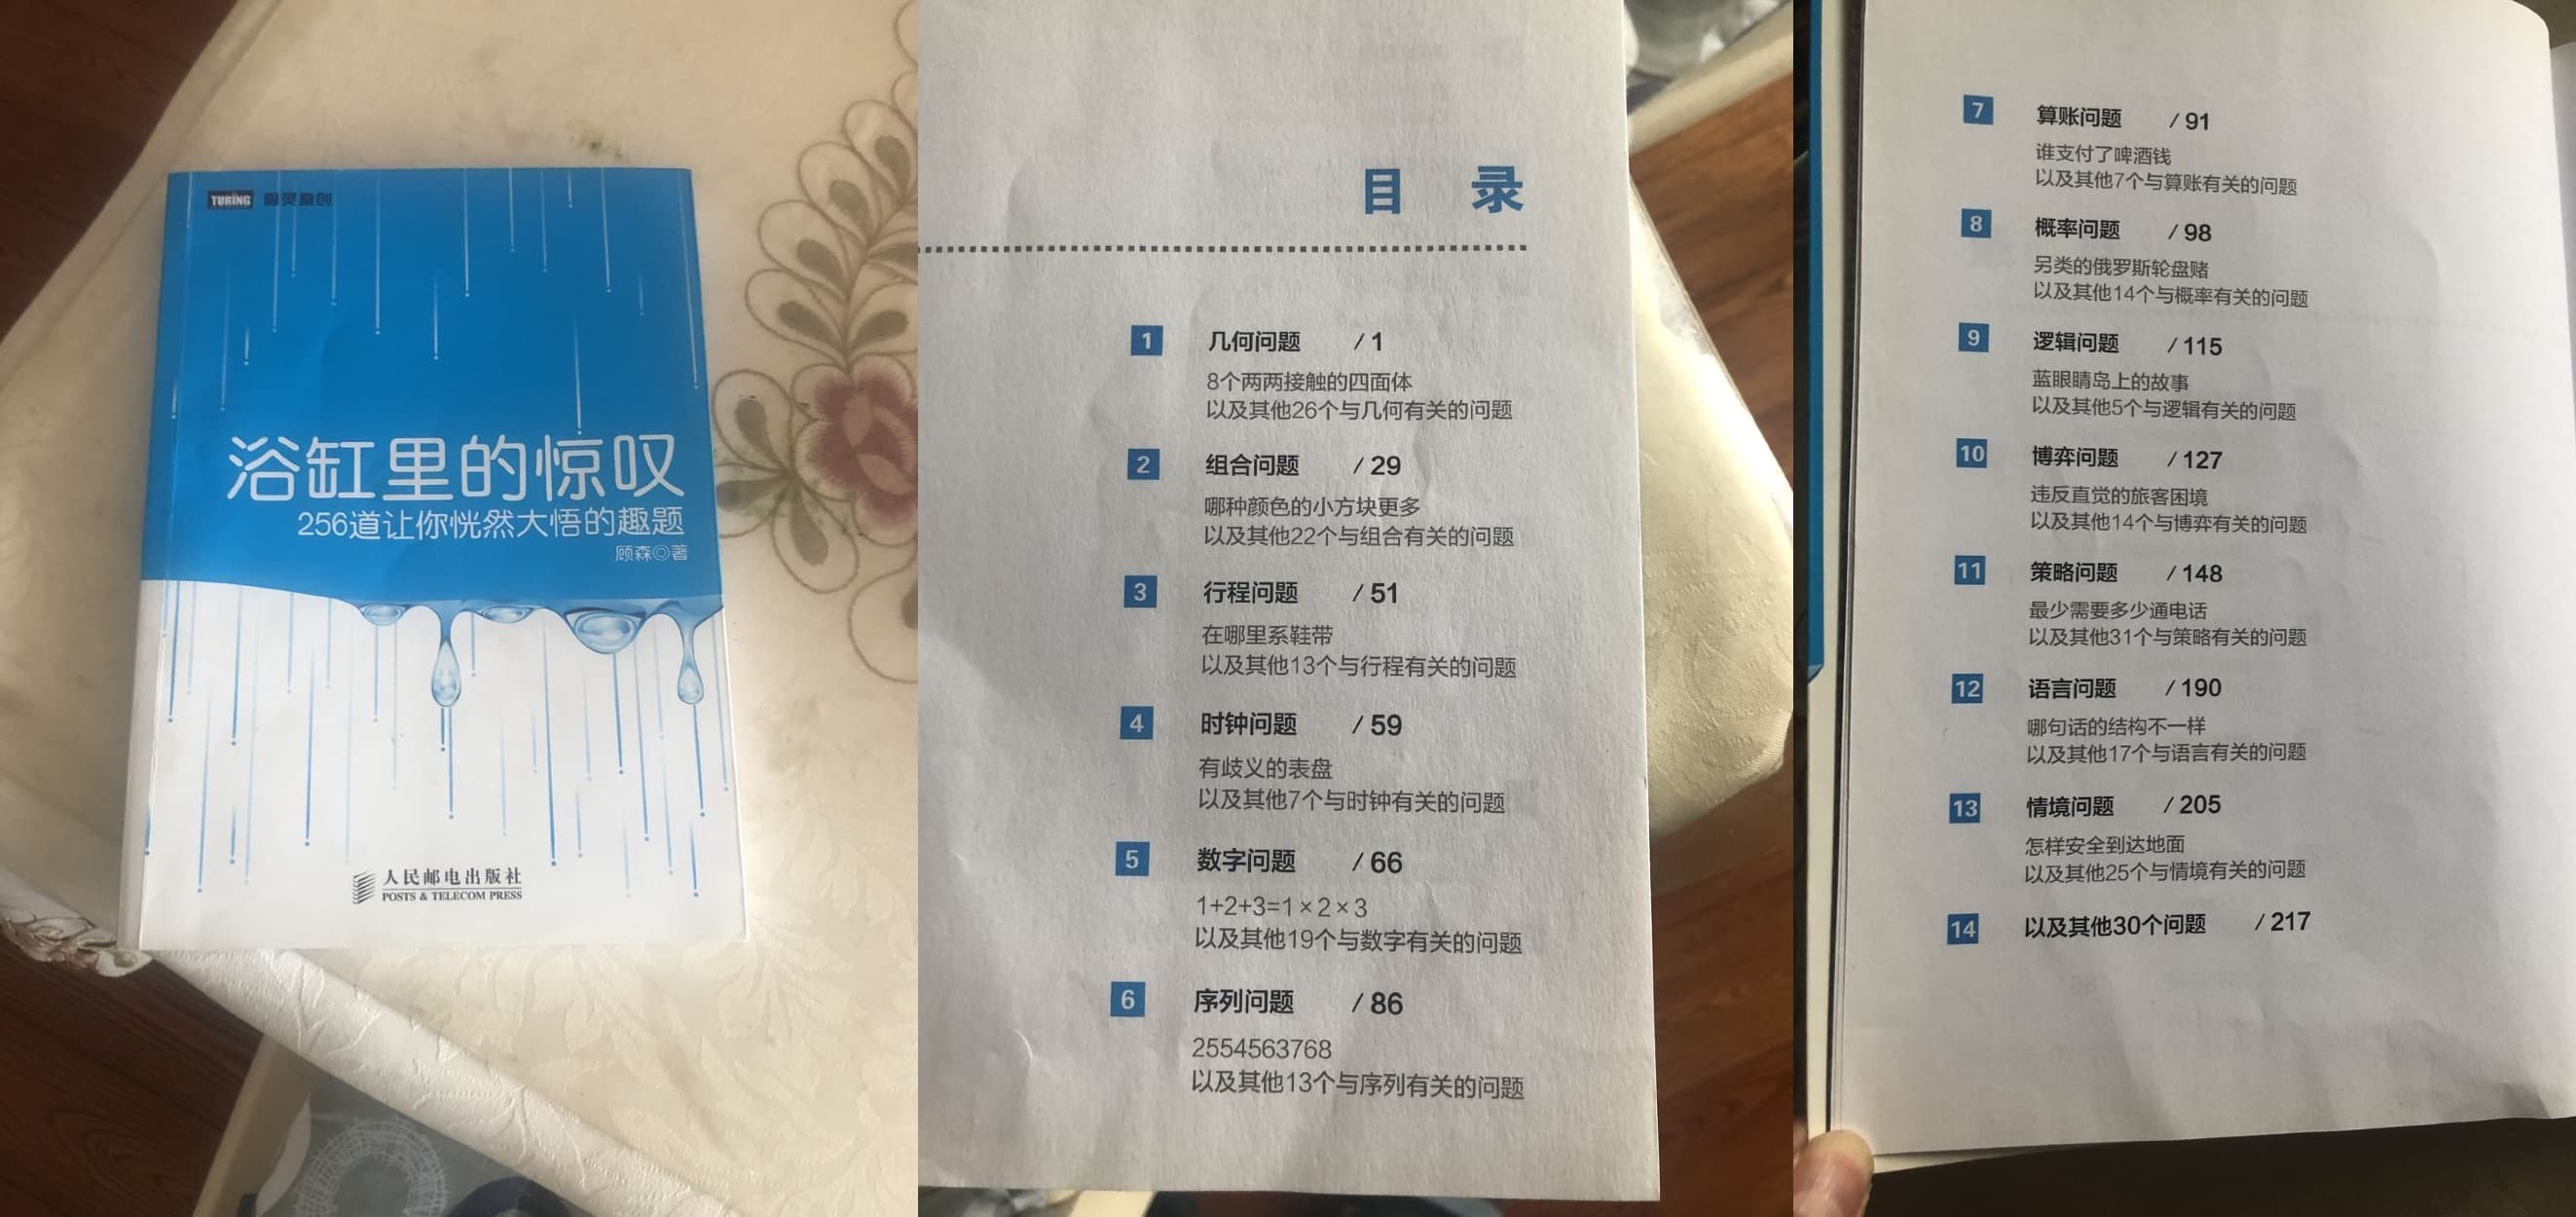 TURING 图灵原创
浴缸里的惊叹
256道让你恍然大悟的趣题
顾森◎著
人民邮电出版社
POSTS & TELECOM PRESS
目 录
1 几何问题 / 1
8个两两接触的四面体
以及其他26个与几何有关的问题
2 组合问题 / 29
哪种颜色的小方块更多
以及其他22个与组合有关的问题
3 行程问题 / 51
在哪里系鞋带
以及其他13个与行程有关的问题
4 时钟问题 / 59
有歧义的表盘
以及其他7个与时钟有关的问题
5 数字问题 / 66
1+2+3=1×2×3
以及其他19个与数字有关的问题
6 序列问题 / 86
2554563768
以及其他13个与序列有关的问题
7 算账问题 / 91
谁支付了啤酒钱
以及其他7个与算账有关的问题
8 概率问题 / 98
另类的俄罗斯轮盘赌
以及其他14个与概率有关的问题
9 逻辑问题 / 115
蓝眼睛岛上的故事
以及其他5个与逻辑有关的问题
10 博弈问题 / 127
违反直觉的旅客困境
以及其他14个与博弈有关的问题
11 策略问题 / 148
最少需要多少通电话
以及其他31个与策略有关的问题
12 语言问题 / 190
哪句话的结构不一样
以及其他17个与语言有关的问题
13 情境问题 / 205
怎样安全到达地面
以及其他25个与情境有关的问题
14 以及其他30个问题 / 217